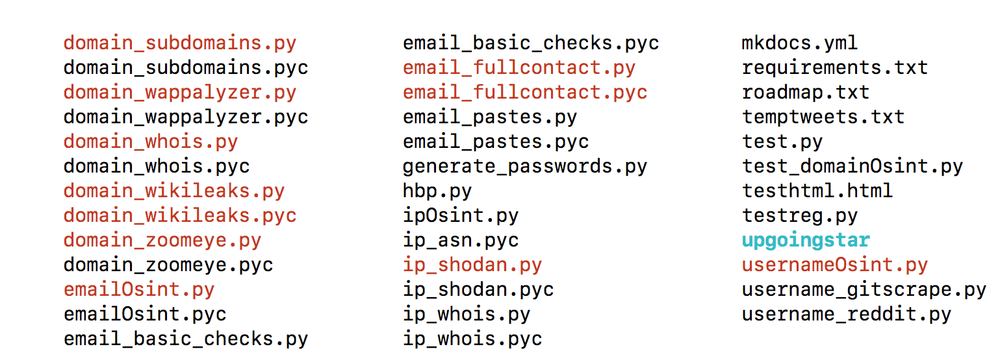 domain_subdomains.py
domain_subdomains.pyc
domain_wappalyzer.py
domain_wappalyzer.pyc
domain_whois.py
domain_whois.pyc
domain_wikileaks.py
domain_wikileaks.pyc
domain_zoomeye.py
domain_zoomeye.pyc
emailOsint.py
emailOsint.pyc
email_basic_checks.py
email_basic_checks.pyc
email_fullcontact.py
email_fullcontact.pyc
email_pastes.py
email_pastes.pyc
generate_passwords.py
hbp.py
ipOsint.py
ip_asn.pyc
ip_shodan.py
ip_shodan.pyc
ip_whois.py
ip_whois.pyc
mkdocs.yml
requirements.txt
roadmap.txt
temptweets.txt
test.py
test_domainOsint.py
testhtml.html
testreg.py
upgoingstar
usernameOsint.py
username_gitscrape.py
username_reddit.py